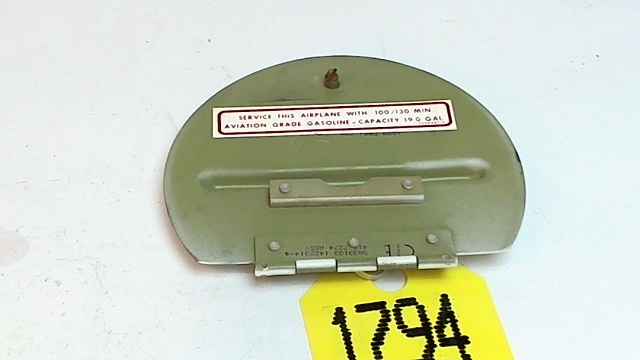 SERVICE THIS AIRPLANE WITH 100/130 MIN
AVIATION GRADE GASOLINE - CAPACITY 19.0 GAL.
1794